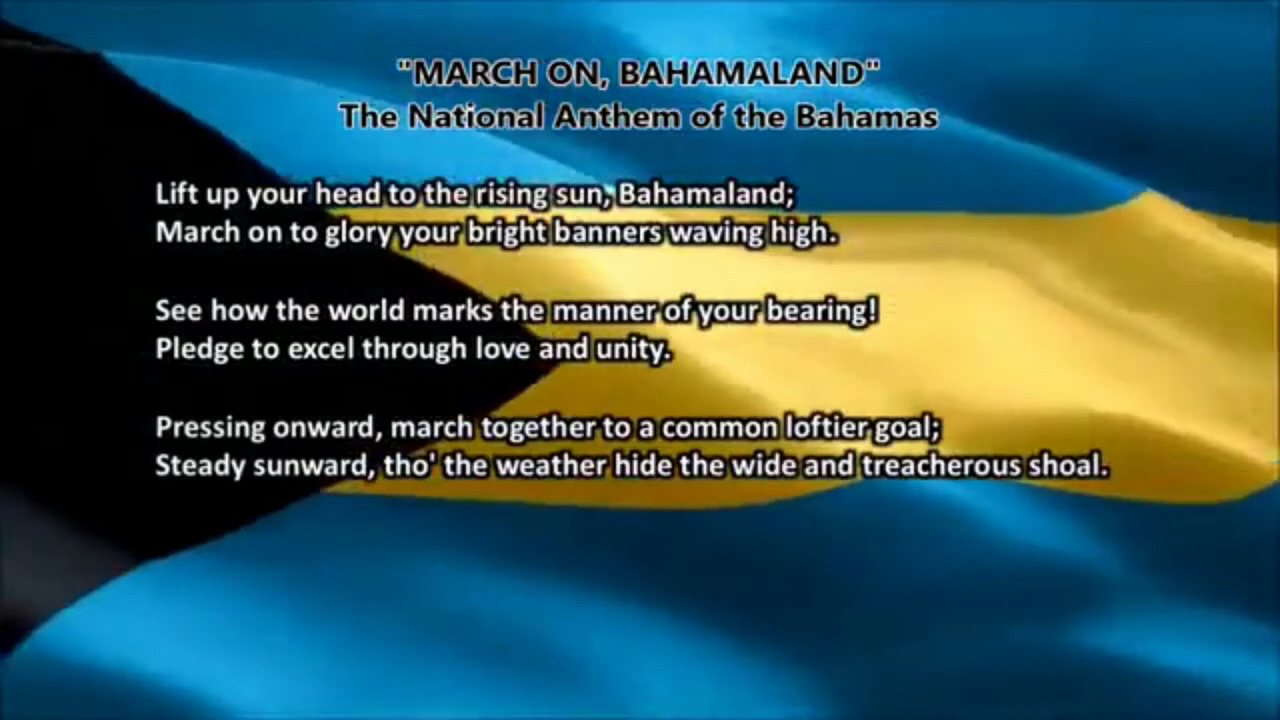 "MARCH ON, BAHAMALAND"
The National Anthem of the Bahamas
Lift up your head to the rising sun, Bahamaland;
March on to glory your bright banners waving high.
See how the world marks the manner of your bearing!
Pledge to excel through love and unity.
Pressing onward, march together to a common loftier goal;
Steady sunward, tho' the weather hide the wide and treacherous shoal.